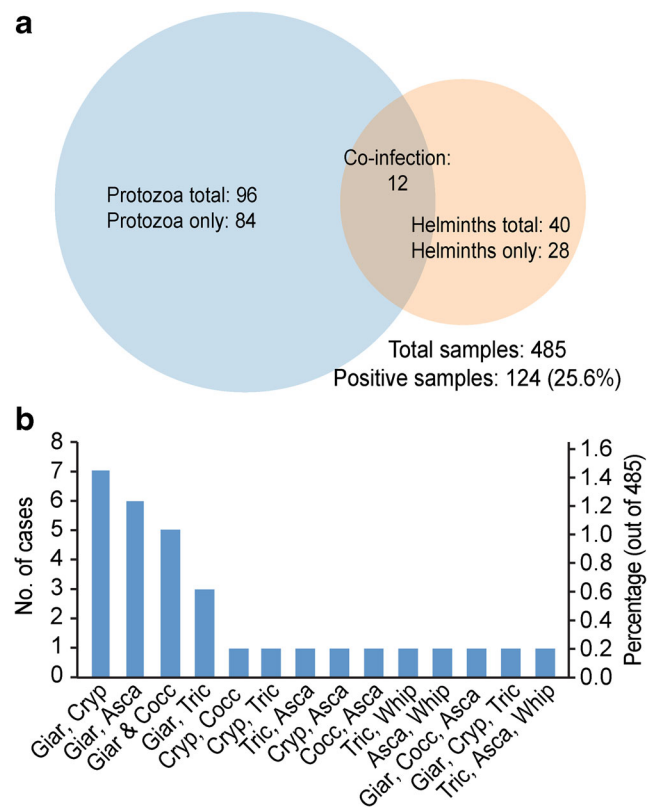 a
Co-infection:
12
Protozoa total: 96
Protozoa only: 84
Helminths total: 40
Helminths only: 28
Total samples: 485
Positive samples: 124 (25.6%)
b
No. of cases
8
7
6
5
4
3
2
1
0
Percentage (out of 485)
1.6
1.4
1.2
1.0
0.8
0.6
0.4
0.2
0.0
Giar, Cryp
Giar, Asca
Giar & Cocc
Giar, Tric
Cryp, Cocc
Cryp, Tric
Tric, Asca
Cryp, Asca
Cocc, Asca
Tric, Whip
Asca, Whip
Giar, Cocc, Asca
Giar, Cryp, Tric
Tric, Asca, Whip